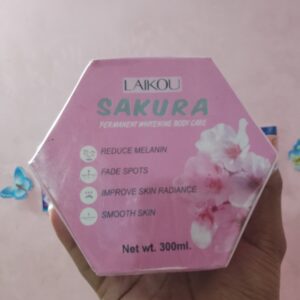 LAIKOU
SAKURA
PERMANENT WHITENING BODY CARE
REDUCE MELANIN
FADE SPOTS
IMPROVE SKIN RADIANCE
SMOOTH SKIN
Net wt. 300ml.